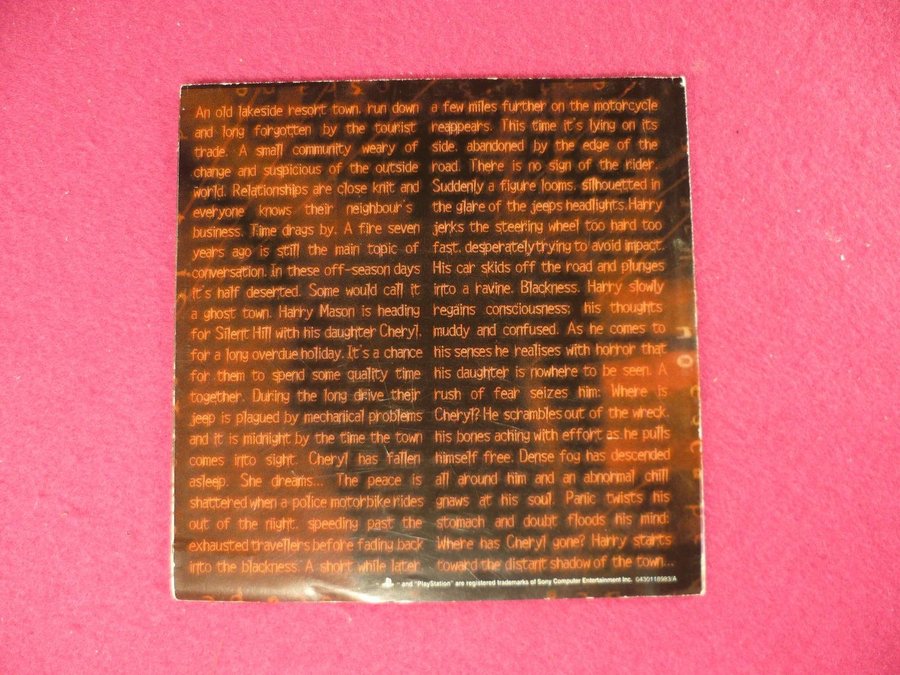 An old lakeside resort town, run down
and long forgotten by the tourist
trade. A small community weary of
change and suspicious of the outside
world. Relationships are close knit and
everyone knows their neighbour's
business. Time drags by. A fire seven
years ago is still the main topic of
conversation. In these off-season days
it's half deserted. Some would call it
a ghost town. Harry Mason is heading
for Silent Hill with his daughter Cheryl,
for a long overdue holiday. It's a chance
for them to spend some quality time
together. During the long drive their
jeep is plagued by mechanical problems
and it is midnight by the time the town
comes into sight. Cheryl has fallen
asleep. She dreams... The peace is
shattered when a police motorbike rides
out of the night, speeding past the
exhausted travellers before fading back
into the blackness. A short while later,
a few miles further on the motorcycle
reappears. This time it's lying on its
side, abandoned by the edge of the
road. There is no sign of the rider.
Suddenly a figure looms, silhouetted in
the glare of the jeeps headlights.Harry
jerks the steering wheel too hard too
fast, desperatelytrying to avoid impact.
His car skids off the road and plunges
into a ravine. Blackness. Harry slowly
regains consciousness; his thoughts
muddy and confused. As he comes to
his senses he realises with horror that
his daughter is nowhere to be seen. A
rush of fear seizes him: Where is
Cheryl? He scrambles out of the wreck,
his bones aching with effort as he pulls
himself free. Dense fog has descended
all around him and an abnormal chill
gnaws at his soul. Panic twists his
stomach and doubt floods his mind:
Where has Cheryl gone? Harry starts
toward the distant shadow of the town...
and "PlayStation" are registered trademarks of Sony Computer Entertainment Inc. 0430116983/A